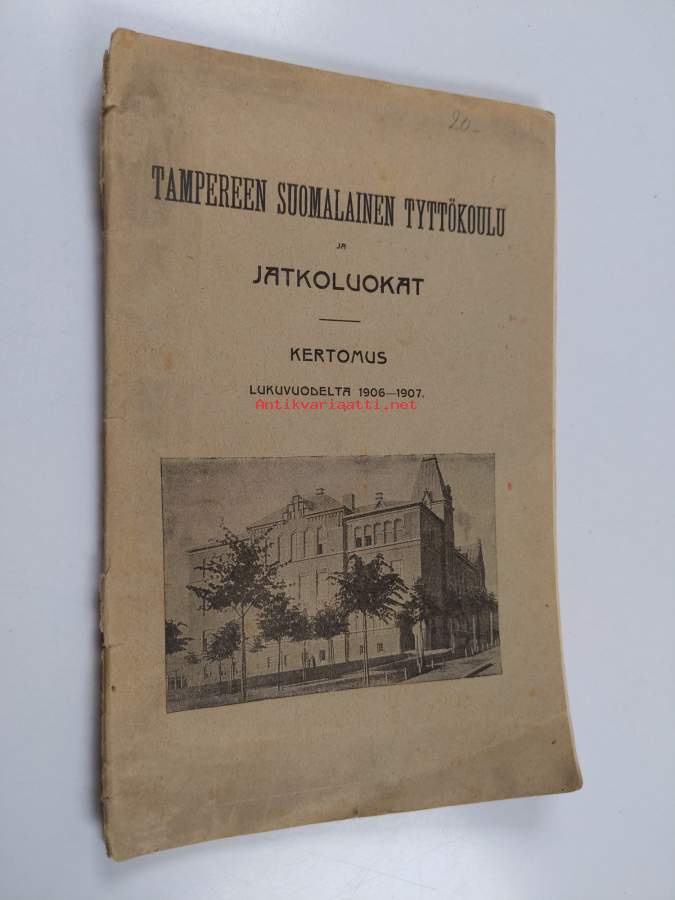 20-
TAMPEREEN SUOMALAINEN TYTTÖKOULU
JA
JATKOLUOKAT
KERTOMUS
LUKUVUODELTA 1906—1907.
Antikvariaatti.net